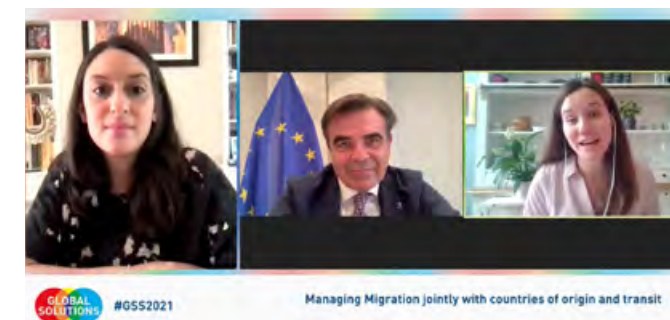 GLOBAL
SOLUTIONS
#GSS2021
Managing Migration jointly with countries of origin and transit